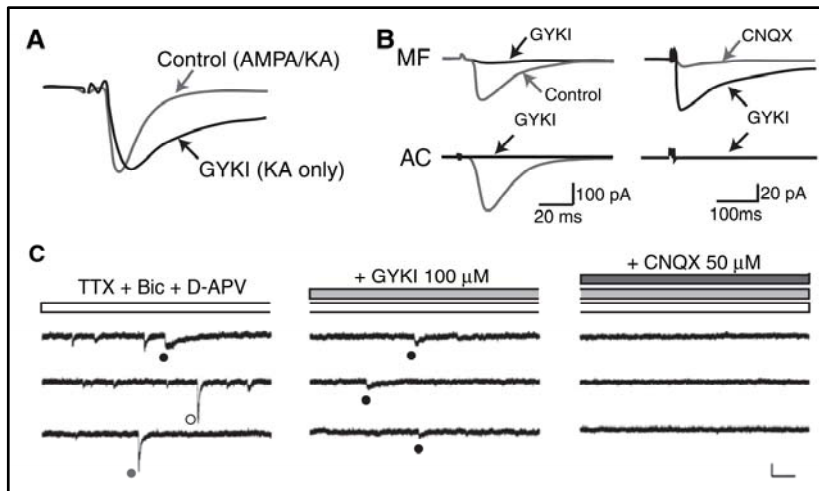 A
Control (AMPA/KA)
GYKI (KA only)
B
MF
GYKI
Control
CNQX
GYKI
AC
GYKI
GYKI
100 pA
20 ms
20 pA
100ms
C
TTX + Bic + D-APV
+ GYKI 100 μM
+ CNQX 50 μM